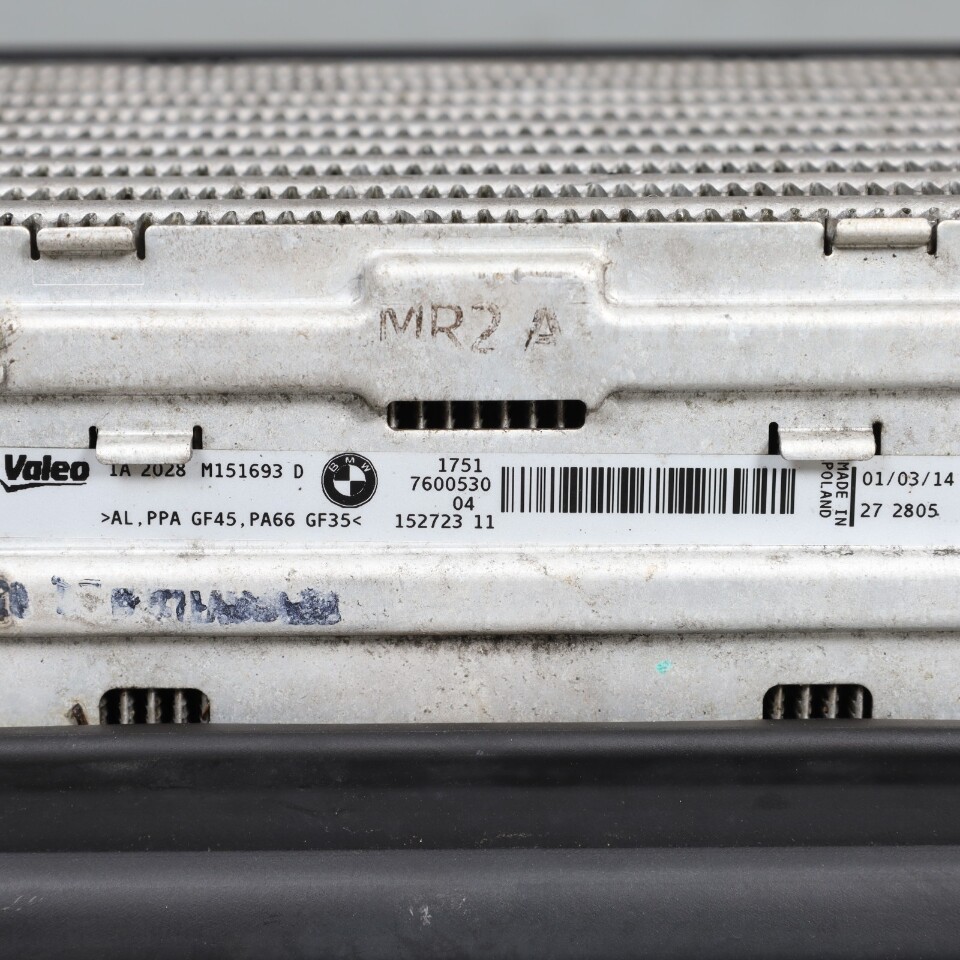 MR2 A
Valeo 1A 2028 M151693 D BMW
>AL,PPA GF45,PA66 GF35<
1751
7600530
04
152723 11
MADE IN
POLAND
01/03/14
27 2805